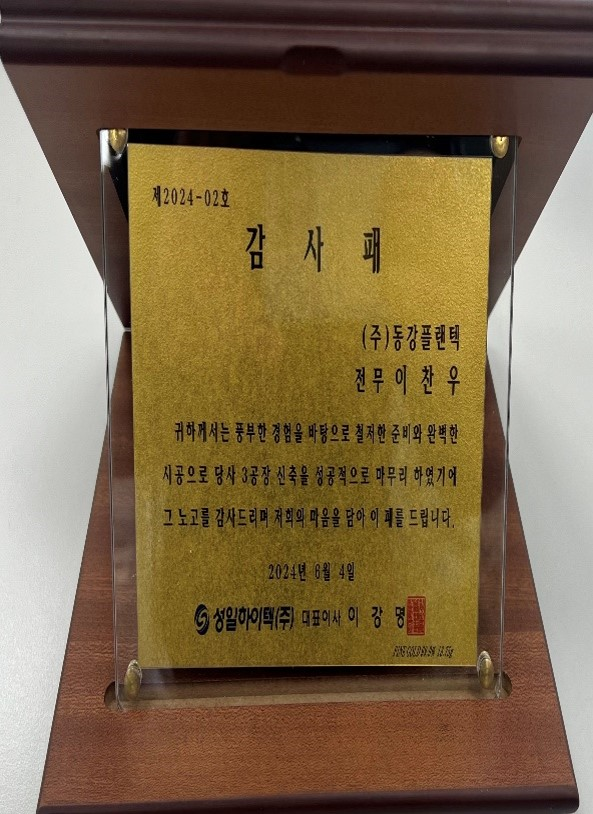 제2024-02호
감 사 패
(주)동강플랜텍
전무 이 찬 우
귀하께서는 풍부한 경험을 바탕으로 철저한 준비와 완벽한
시공으로 당사 3공장 신축을 성공적으로 마무리 하였기에
그 노고를 감사드리며 저희의 마음을 담아 이 패를 드립니다.
2024년 6월 4일
성일하이텍(주) 대표이사 이 강 명
FINE GOLD